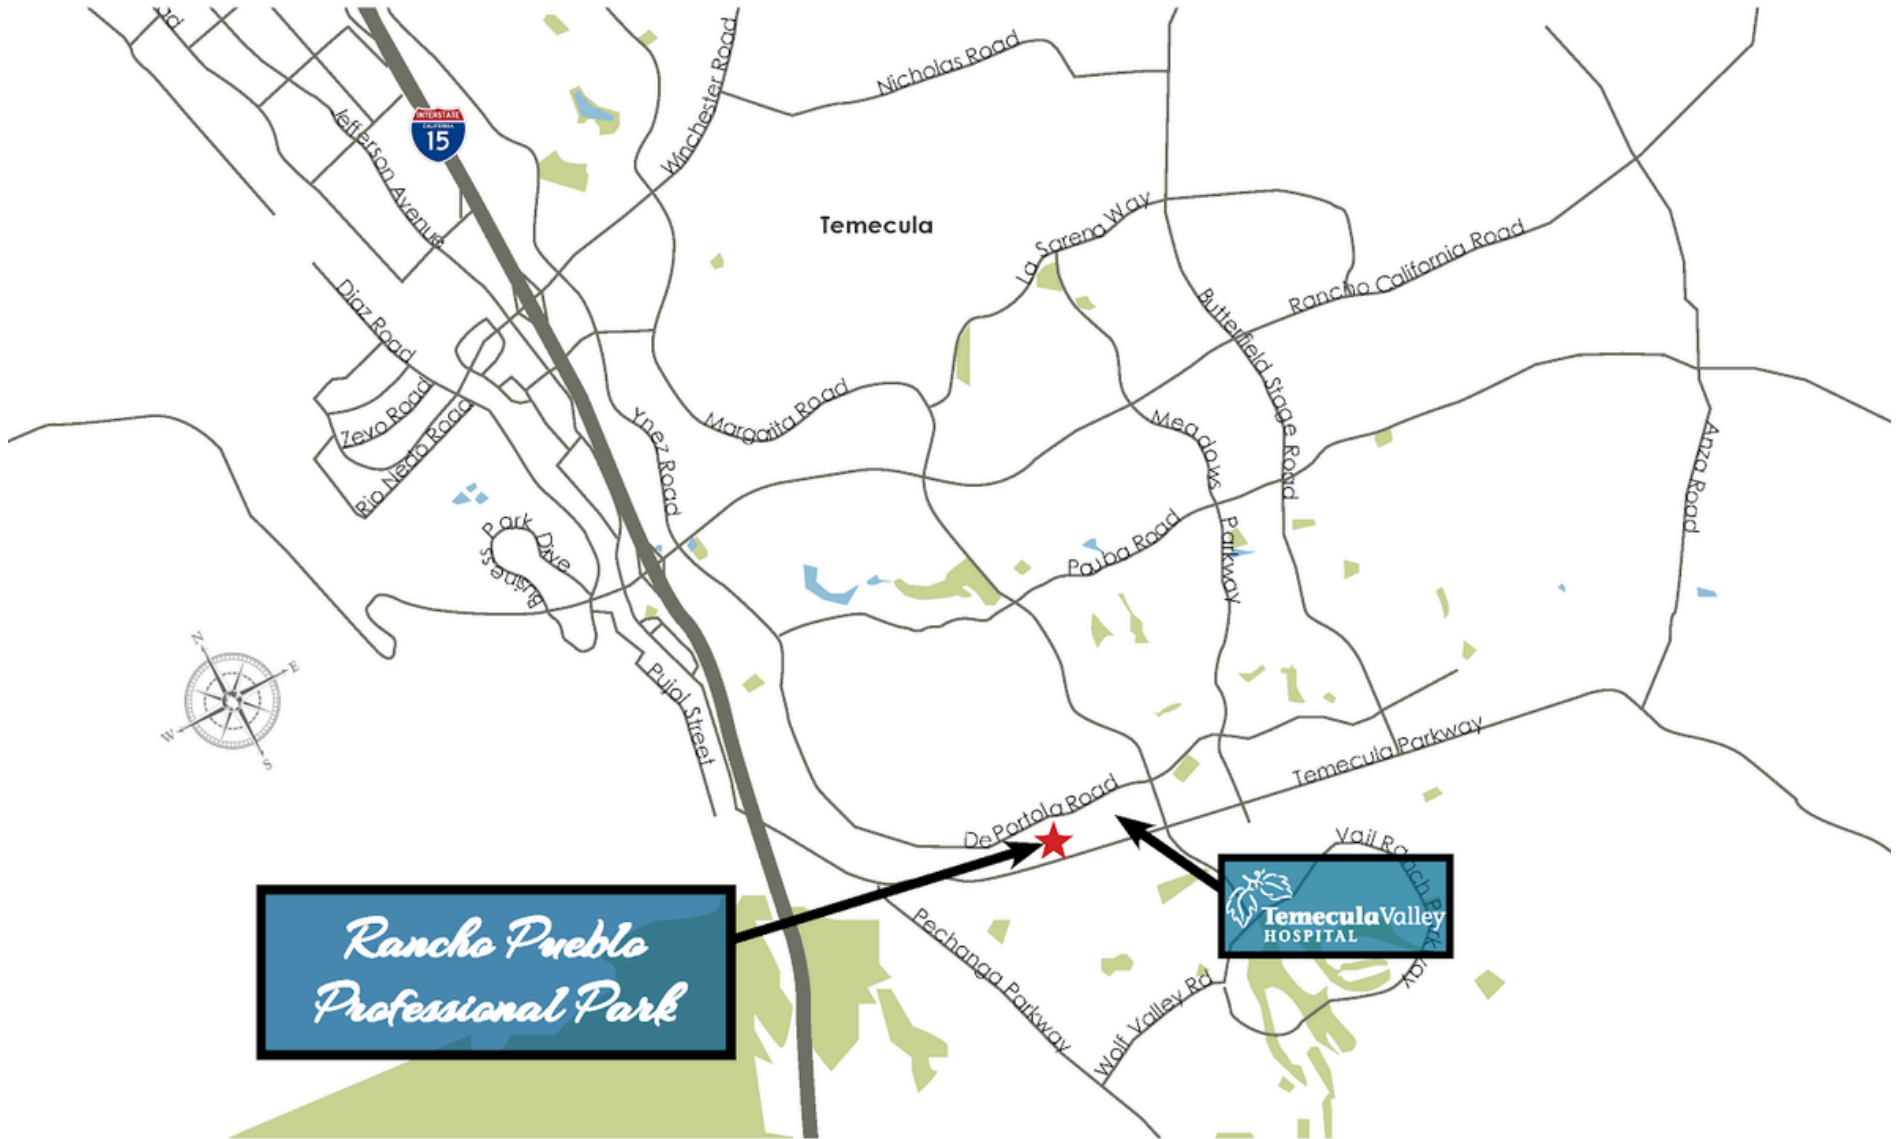 ad
Nicholas Road
Winchester Road
INTERSTATE
CALIFORNIA
15
Jefferson Avenue
Temecula
La Sarena Way
Rancho California Road
Diaz Road
Butterfield Stage Road
Zevo Road
Rio Nedo Road
Ynez Road
Margarita Road
Meadows Parkway
Anza Road
Business Park Drive
Pauba Road
N
E
W
S
Pujol Street
Temecula Parkway
De Portola Road
Vail Ranch Parkway
Rancho Pueblo
Professional Park
TemeculaValley
HOSPITAL
Pechanga Parkway
Wolf Valley Rd